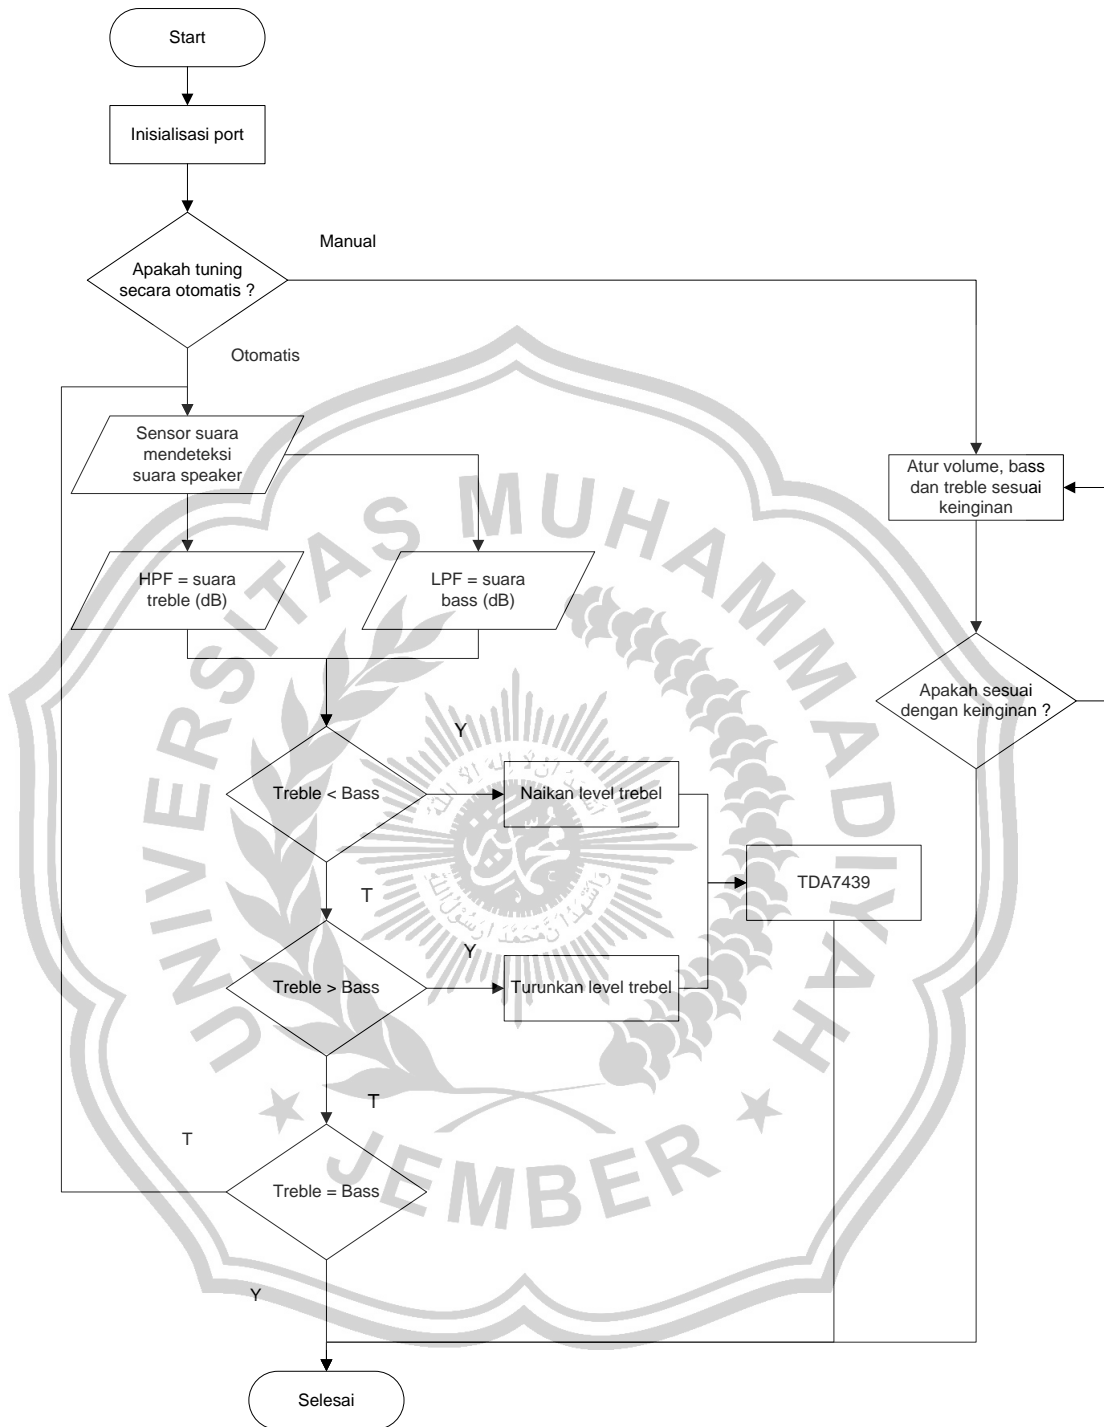 Start
Inisialisasi port
Manual
Apakah tuning
secara otomatis ?
Otomatis
Sensor suara
mendeteksi
suara speaker
Atur volume, bass
dan treble sesuai
keinginan
HPF = suara
treble (dB)
LPF = suara
bass (dB)
Apakah sesuai
dengan keinginan ?
Y
Treble < Bass
Naikan level trebel
TDA7439
T
Y
Treble > Bass
Turunkan level trebel
T
T
Treble = Bass
Y
Selesai
UNIVERSITAS MUHAMMADIYAH
JEMBER